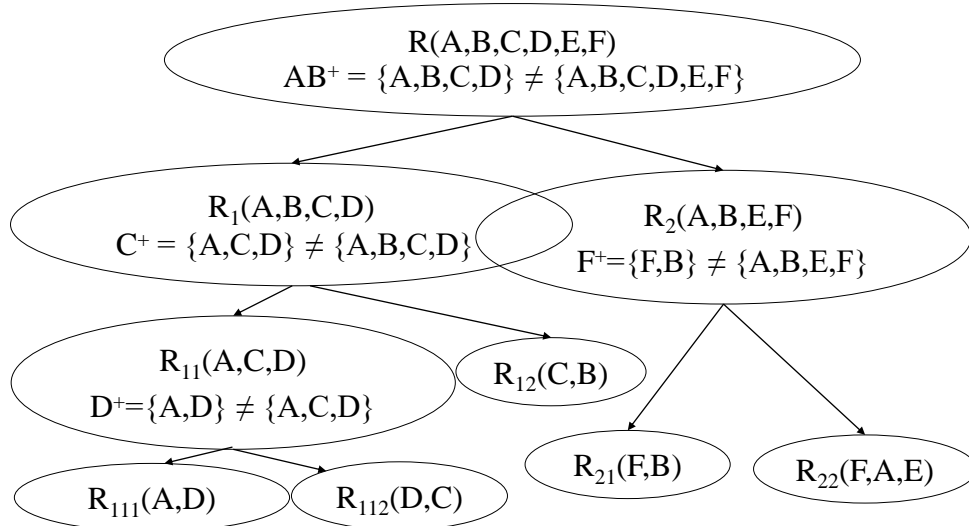 R(A,B,C,D,E,F)
AB⁺ = {A,B,C,D} ≠ {A,B,C,D,E,F}
R₁(A,B,C,D)
C⁺ = {A,C,D} ≠ {A,B,C,D}
R₂(A,B,E,F)
F⁺={F,B} ≠ {A,B,E,F}
R₁₁(A,C,D)
D⁺={A,D} ≠ {A,C,D}
R₁₂(C,B)
R₂₁(F,B)
R₂₂(F,A,E)
R₁₁₁(A,D)
R₁₁₂(D,C)